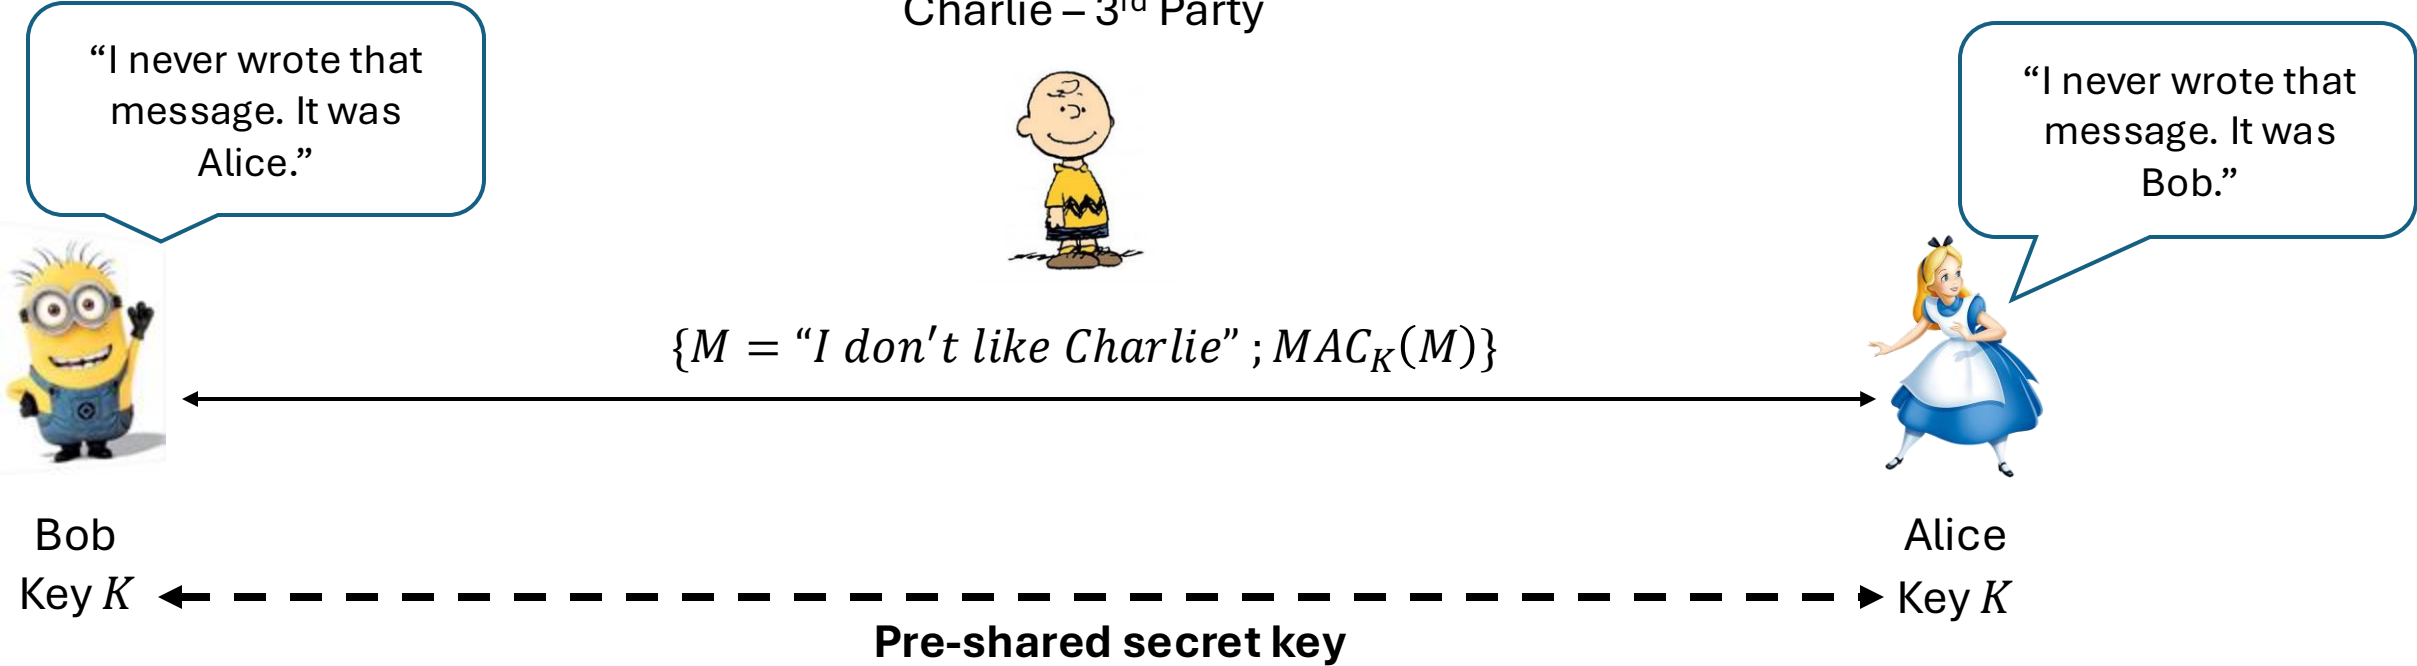 Charlie – 3rd Party
“I never wrote that
message. It was
Alice.”
“I never wrote that
message. It was
Bob.”
{M = “I don't like Charlie” ; MAC_K(M)}
Bob
Key K
Alice
Key K
Pre-shared secret key